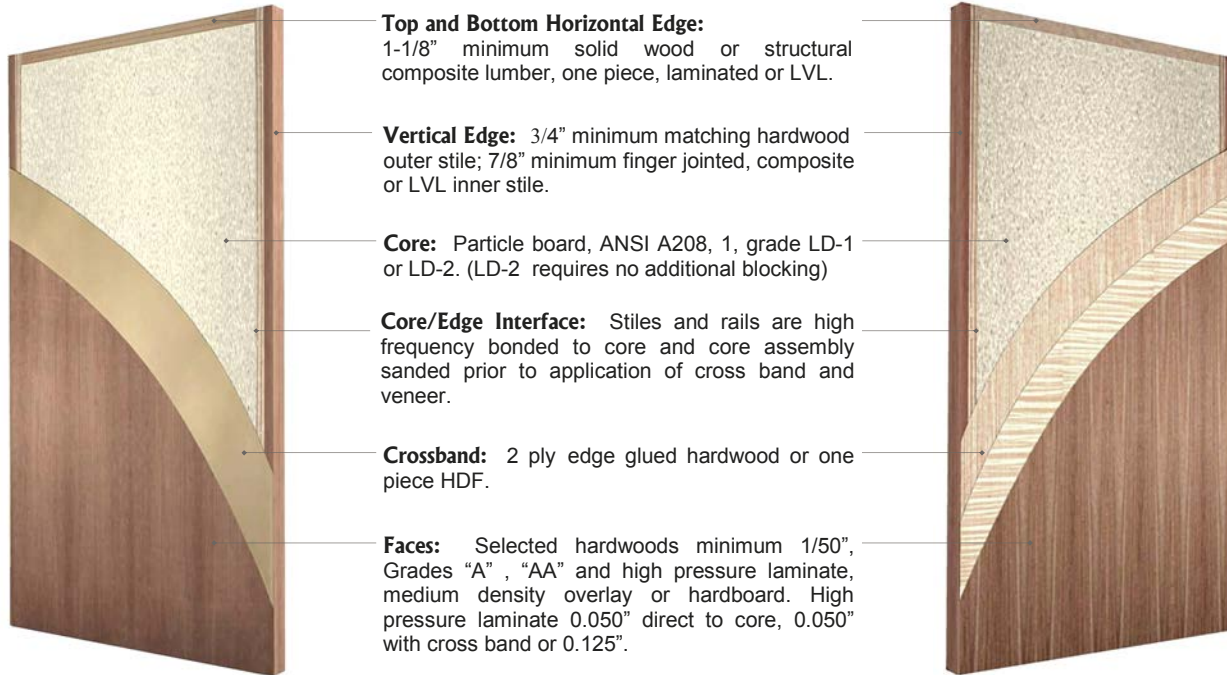 Top and Bottom Horizontal Edge:
1-1/8” minimum solid wood or structural
composite lumber, one piece, laminated or LVL.
Vertical Edge: 3/4” minimum matching hardwood
outer stile; 7/8” minimum finger jointed, composite
or LVL inner stile.
Core: Particle board, ANSI A208, 1, grade LD-1
or LD-2. (LD-2 requires no additional blocking)
Core/Edge Interface: Stiles and rails are high
frequency bonded to core and core assembly
sanded prior to application of cross band and
veneer.
Crossband: 2 ply edge glued hardwood or one
piece HDF.
Faces: Selected hardwoods minimum 1/50”,
Grades “A” , “AA” and high pressure laminate,
medium density overlay or hardboard. High
pressure laminate 0.050” direct to core, 0.050”
with cross band or 0.125”.